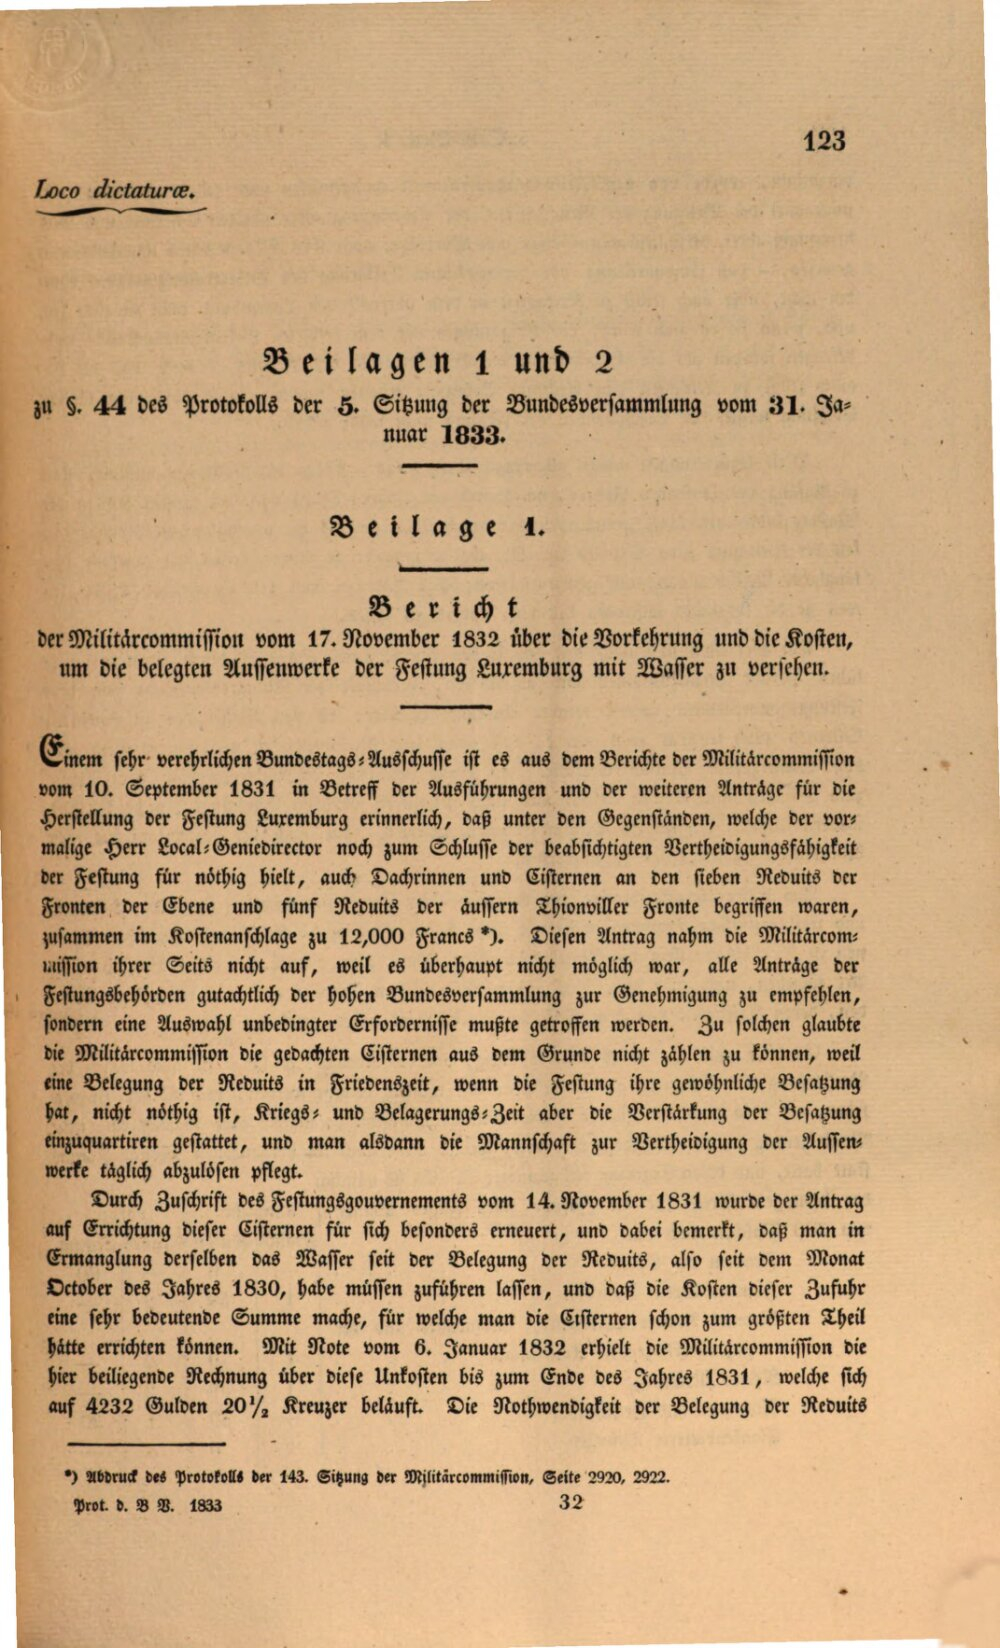 123
Loco dictaturæ.
Beilagen 1 und 2
zu §. 44 des Protokolls der 5. Sitzung der Bundesversammlung vom 31. Ja-
nuar 1833.
Beilage 1.
Bericht
der Militärcommission vom 17. November 1832 über die Vorkehrung und die Kosten,
um die belegten Aussenwerke der Festung Luxemburg mit Wasser zu versehen.
Einem sehr verehrlichen Bundestags-Ausschusse ist es aus dem Berichte der Militärcommission
vom 10. September 1831 in Betreff der Ausführungen und der weiteren Anträge für die
Herstellung der Festung Luxemburg erinnerlich, daß unter den Gegenständen, welche der vor-
malige Herr Local-Geniedirector noch zum Schlusse der beabsichtigten Vertheidigungsfähigkeit
der Festung für nöthig hielt, auch Dachrinnen und Cisternen an den sieben Reduits der
Fronten der Ebene und fünf Reduits der äussern Thionviller Fronte begriffen waren,
zusammen im Kostenanschlage zu 12,000 Francs *). Diesen Antrag nahm die Militärcom-
mission ihrer Seits nicht auf, weil es überhaupt nicht möglich war, alle Anträge der
Festungsbehörden gutachtlich der hohen Bundesversammlung zur Genehmigung zu empfehlen,
sondern eine Auswahl unbedingter Erfordernisse mußte getroffen werden. Zu solchen glaubte
die Militärcommission die gedachten Cisternen aus dem Grunde nicht zählen zu können, weil
eine Belegung der Reduits in Friedenszeit, wenn die Festung ihre gewöhnliche Besatzung
hat, nicht nöthig ist, Kriegs- und Belagerungs-Zeit aber die Verstärkung der Besatzung
einzuquartiren gestattet, und man alsdann die Mannschaft zur Vertheidigung der Aussen-
werke täglich abzulösen pflegt.
Durch Zuschrift des Festungsgouvernements vom 14. November 1831 wurde der Antrag
auf Errichtung dieser Cisternen für sich besonders erneuert, und dabei bemerkt, daß man in
Ermanglung derselben das Wasser seit der Belegung der Reduits, also seit dem Monat
October des Jahres 1830, habe müssen zuführen lassen, und daß die Kosten dieser Zufuhr
eine sehr bedeutende Summe mache, für welche man die Cisternen schon zum größten Theil
hätte errichten können. Mit Note vom 6. Januar 1832 erhielt die Militärcommission die
hier beiliegende Rechnung über diese Unkosten bis zum Ende des Jahres 1831, welche sich
auf 4232 Gulden 20½ Kreuzer beläuft. Die Nothwendigkeit der Belegung der Reduits
*) Abdruck des Protokolls der 143. Sitzung der Militärcommission, Seite 2920, 2922.
Prot. d. B V. 1833 32